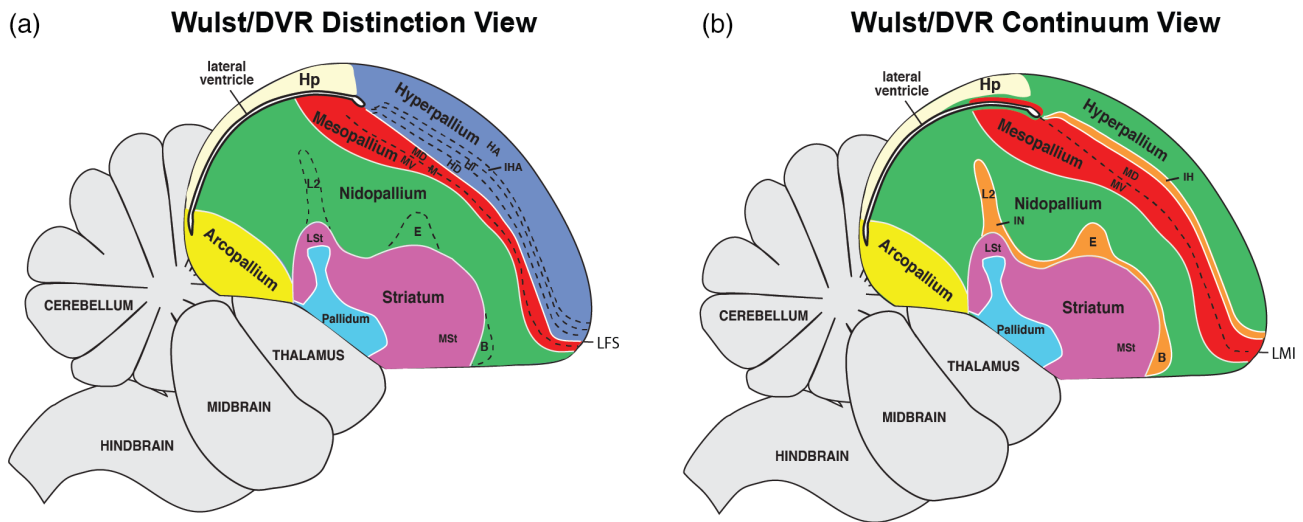 (a) Wulst/DVR Distinction View
lateral
ventricle
Hp
Hyperpallium
HA
IHA
HI
HD
Mesopallium
MD
M
MV
L2
Nidopallium
E
LSt
Arcopallium
Striatum
Pallidum
MSt
B
LFS
CEREBELLUM
THALAMUS
MIDBRAIN
HINDBRAIN
(b) Wulst/DVR Continuum View
lateral
ventricle
Hp
Hyperpallium
IH
Mesopallium
MD
MV
L2
Nidopallium
IN
E
LSt
Arcopallium
Striatum
Pallidum
MSt
B
LMI
CEREBELLUM
THALAMUS
MIDBRAIN
HINDBRAIN